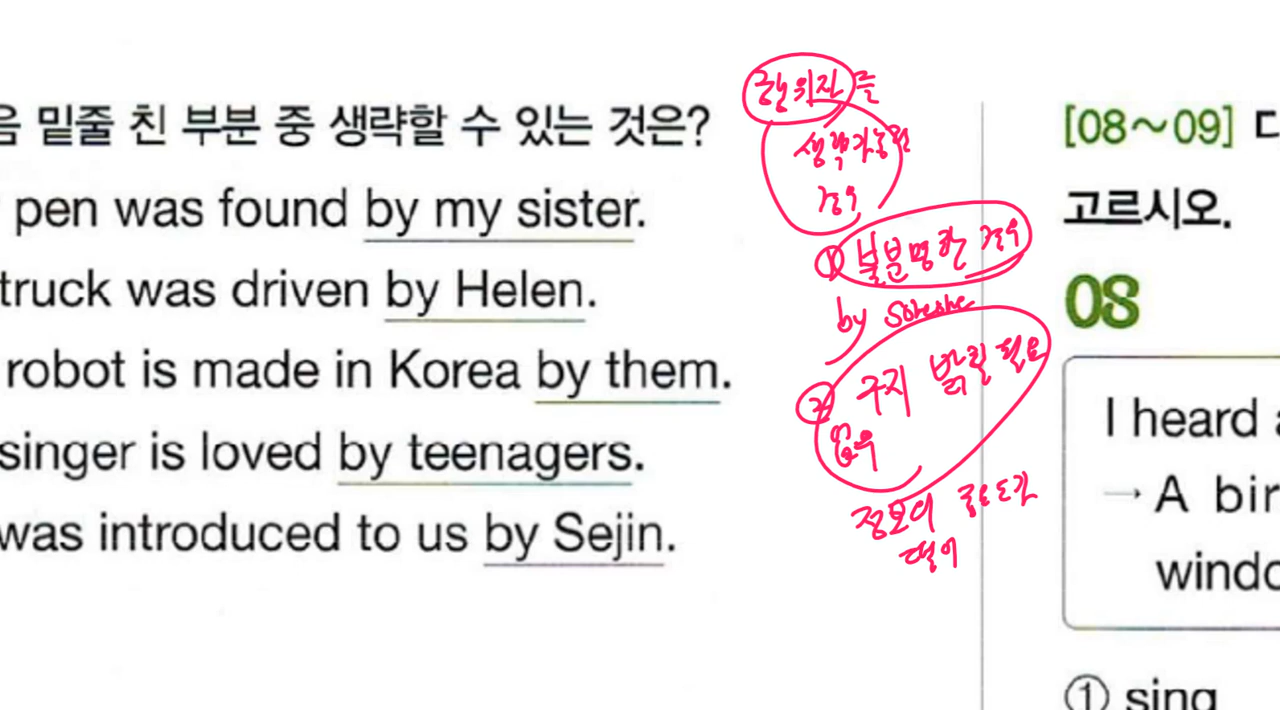 음 밑줄 친 부분 중 생략할 수 있는 것은?
pen was found by my sister.
truck was driven by Helen.
robot is made in Korea by them.
singer is loved by teenagers.
was introduced to us by Sejin.
행위자를
생략가능한
경우
① 불분명한 경우
by someone
② 굳이 밝힐 필요
없음
정보의 중요도가
떨어
[08~09] 다
고르시오.
08
I heard a
→ A bir
windo
① sing